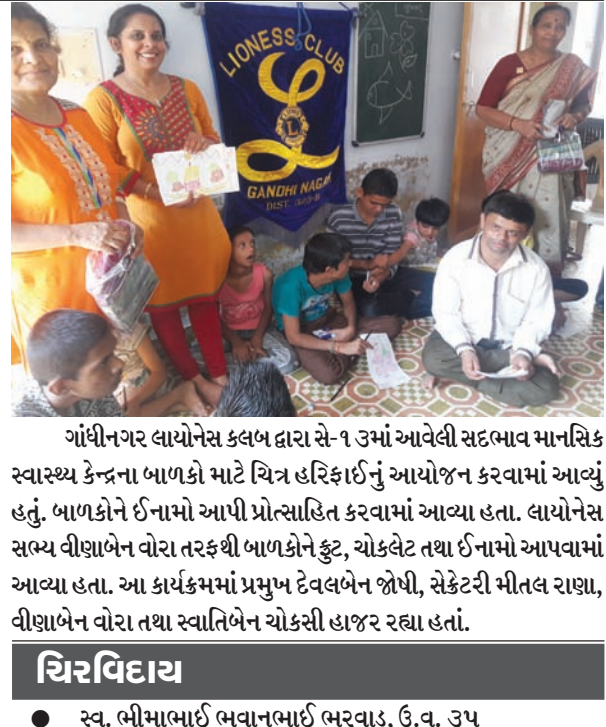 LIONESS CLUB
L
GANDHI NAGAR
ગાંધીનગર લાયોનેસ કલબ દ્વારા સે-૧૩માં આવેલી સદભાવ માનસિક
સ્વાસ્થ્ય કેન્દ્રના બાળકો માટે ચિત્ર હરિફાઈનું આયોજન કરવામાં આવ્યું
હતું. બાળકોને ઈનામો આપી પ્રોત્સાહિત કરવામાં આવ્યા હતા. લાયોનેસ
સભ્ય વીણાબેન વોરા તરફથી બાળકોને ફ્રુટ, ચોકલેટ તથા ઈનામો આપવામાં
આવ્યા હતા. આ કાર્યક્રમમાં પ્રમુખ દેવલબેન જોષી, સેક્રેટરી મીતલ રાણા,
વીણાબેન વોરા તથા સ્વાતિબેન ચોકસી હાજર રહ્યા હતાં.
ચિરવિદાય
● સ્વ. ભીમાભાઈ ભવાનભાઈ ભરવાડ, ઉ.વ. ૩૫